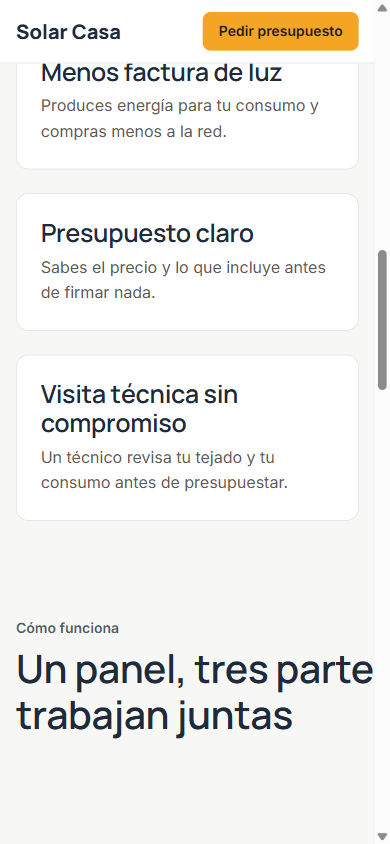 Solar Casa
Pedir presupuesto
Menos factura de luz
Produces energía para tu consumo y
compras menos a la red.
Presupuesto claro
Sabes el precio y lo que incluye antes
de firmar nada.
Visita técnica sin
compromiso
Un técnico revisa tu tejado y tu
consumo antes de presupuestar.
Cómo funciona
Un panel, tres parte
trabajan juntas